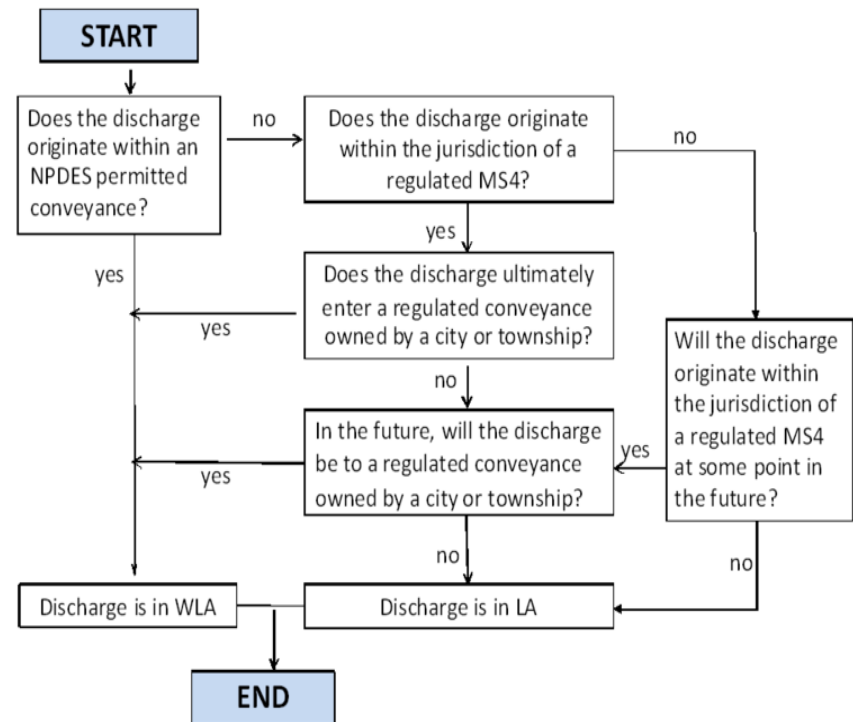 START
Does the discharge
originate within an
NPDES permitted
conveyance?
no
Does the discharge originate
within the jurisdiction of a
regulated MS4?
no
yes
yes
Does the discharge ultimately
enter a regulated conveyance
owned by a city or township?
yes
no
Will the discharge
originate within
the jurisdiction of
a regulated MS4
at some point in
the future?
In the future, will the discharge
be to a regulated conveyance
owned by a city or township?
yes
yes
no
no
Discharge is in WLA
Discharge is in LA
END